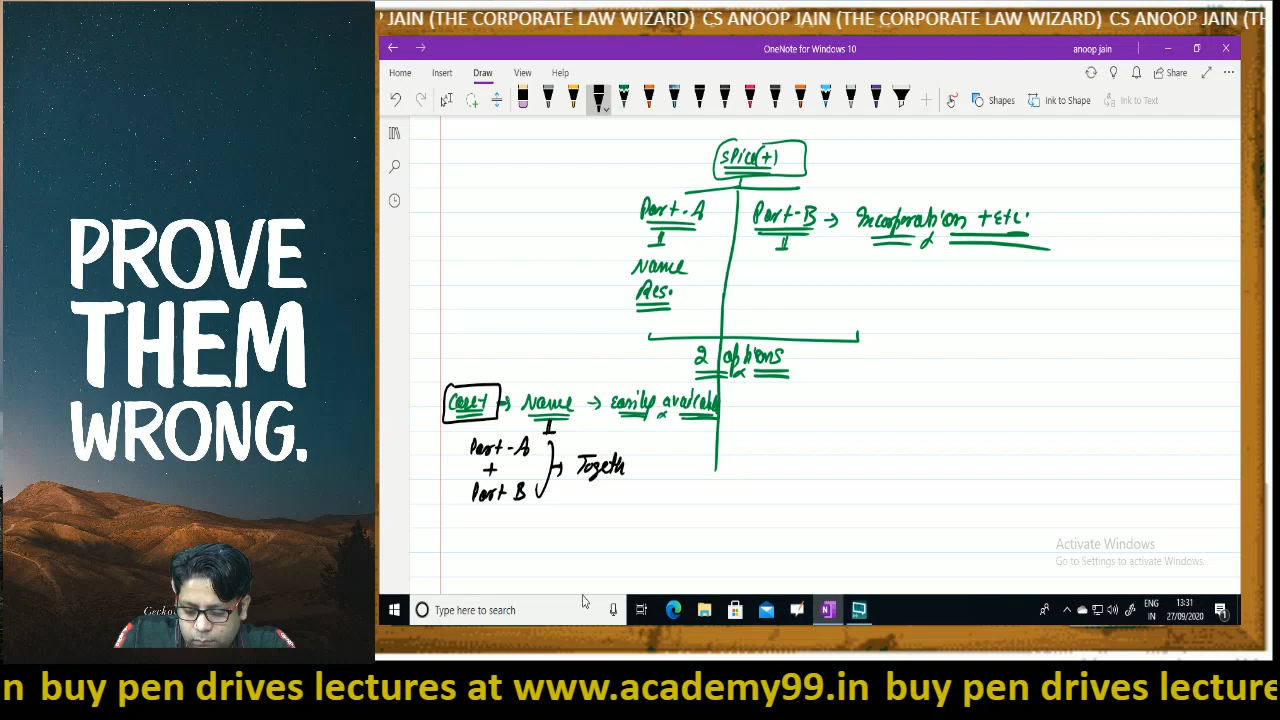 P JAIN (THE CORPORATE LAW WIZARD) CS ANOOP JAIN (THE CORPORATE LAW WIZARD) CS ANOOP JAIN (TH
OneNote for Windows 10
anoop jain
Home Insert Draw View Help
Share
Shapes
Ink to Shape
Ink to Text
PROVE
THEM
WRONG.
SPice(+)
Part-A
Part-B → Incorporation + Etc.
Name
Res.
2 options
Case-1 → Name → Easily
Part-A
+
Part B
Togeth
Activate Windows
Go to Settings to activate Windows.
Type here to search
ENG
IN
13:31
27/09/2020
n buy pen drives lectures at www.academy99.in buy pen drives lecture